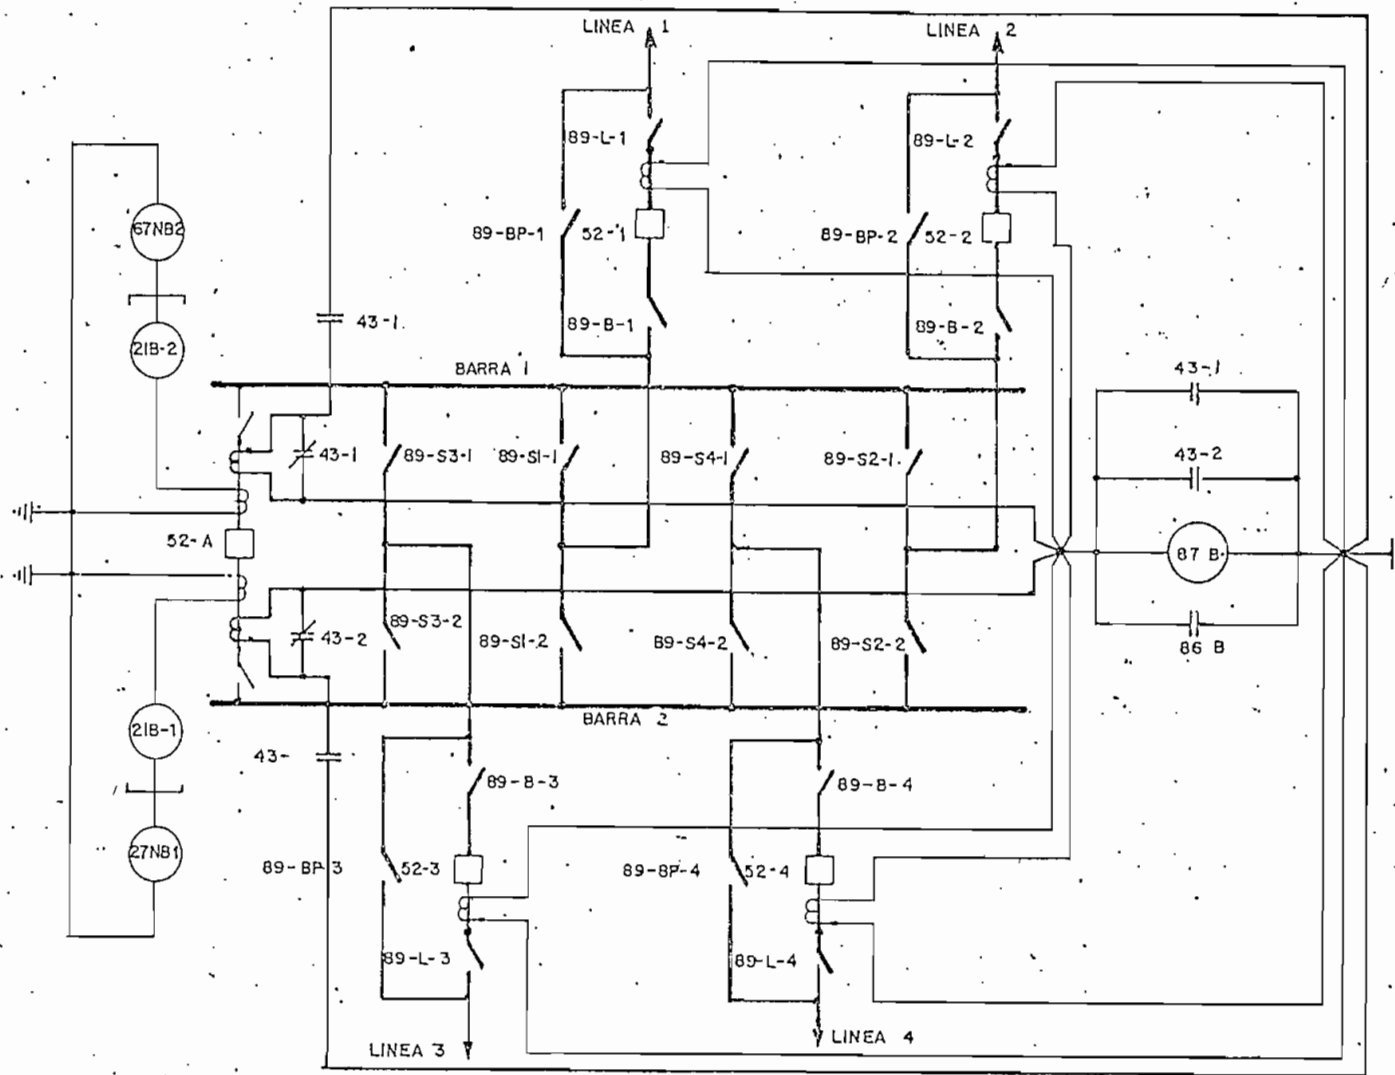 LINEA 1
LINEA 2
89-L-1
89-L-2
67NB2
89-BP-1
52-1
89-BP-2
52-2
43-1
89-B-1
89-B-2
21B-2
BARRA 1
43-1
43-1
89-S3-1
89-S1-1
89-S4-1
89-S2-1
43-2
52-A
87 B
89-S3-2
43-2
89-S1-2
89-S4-2
89-S2-2
86 B
21B-1
BARRA 2
43-
89-B-3
89-B-4
27NB1
89-BP-3
52-3
89-BP-4
52-4
89-L-3
89-L-4
LINEA 3
LINEA 4